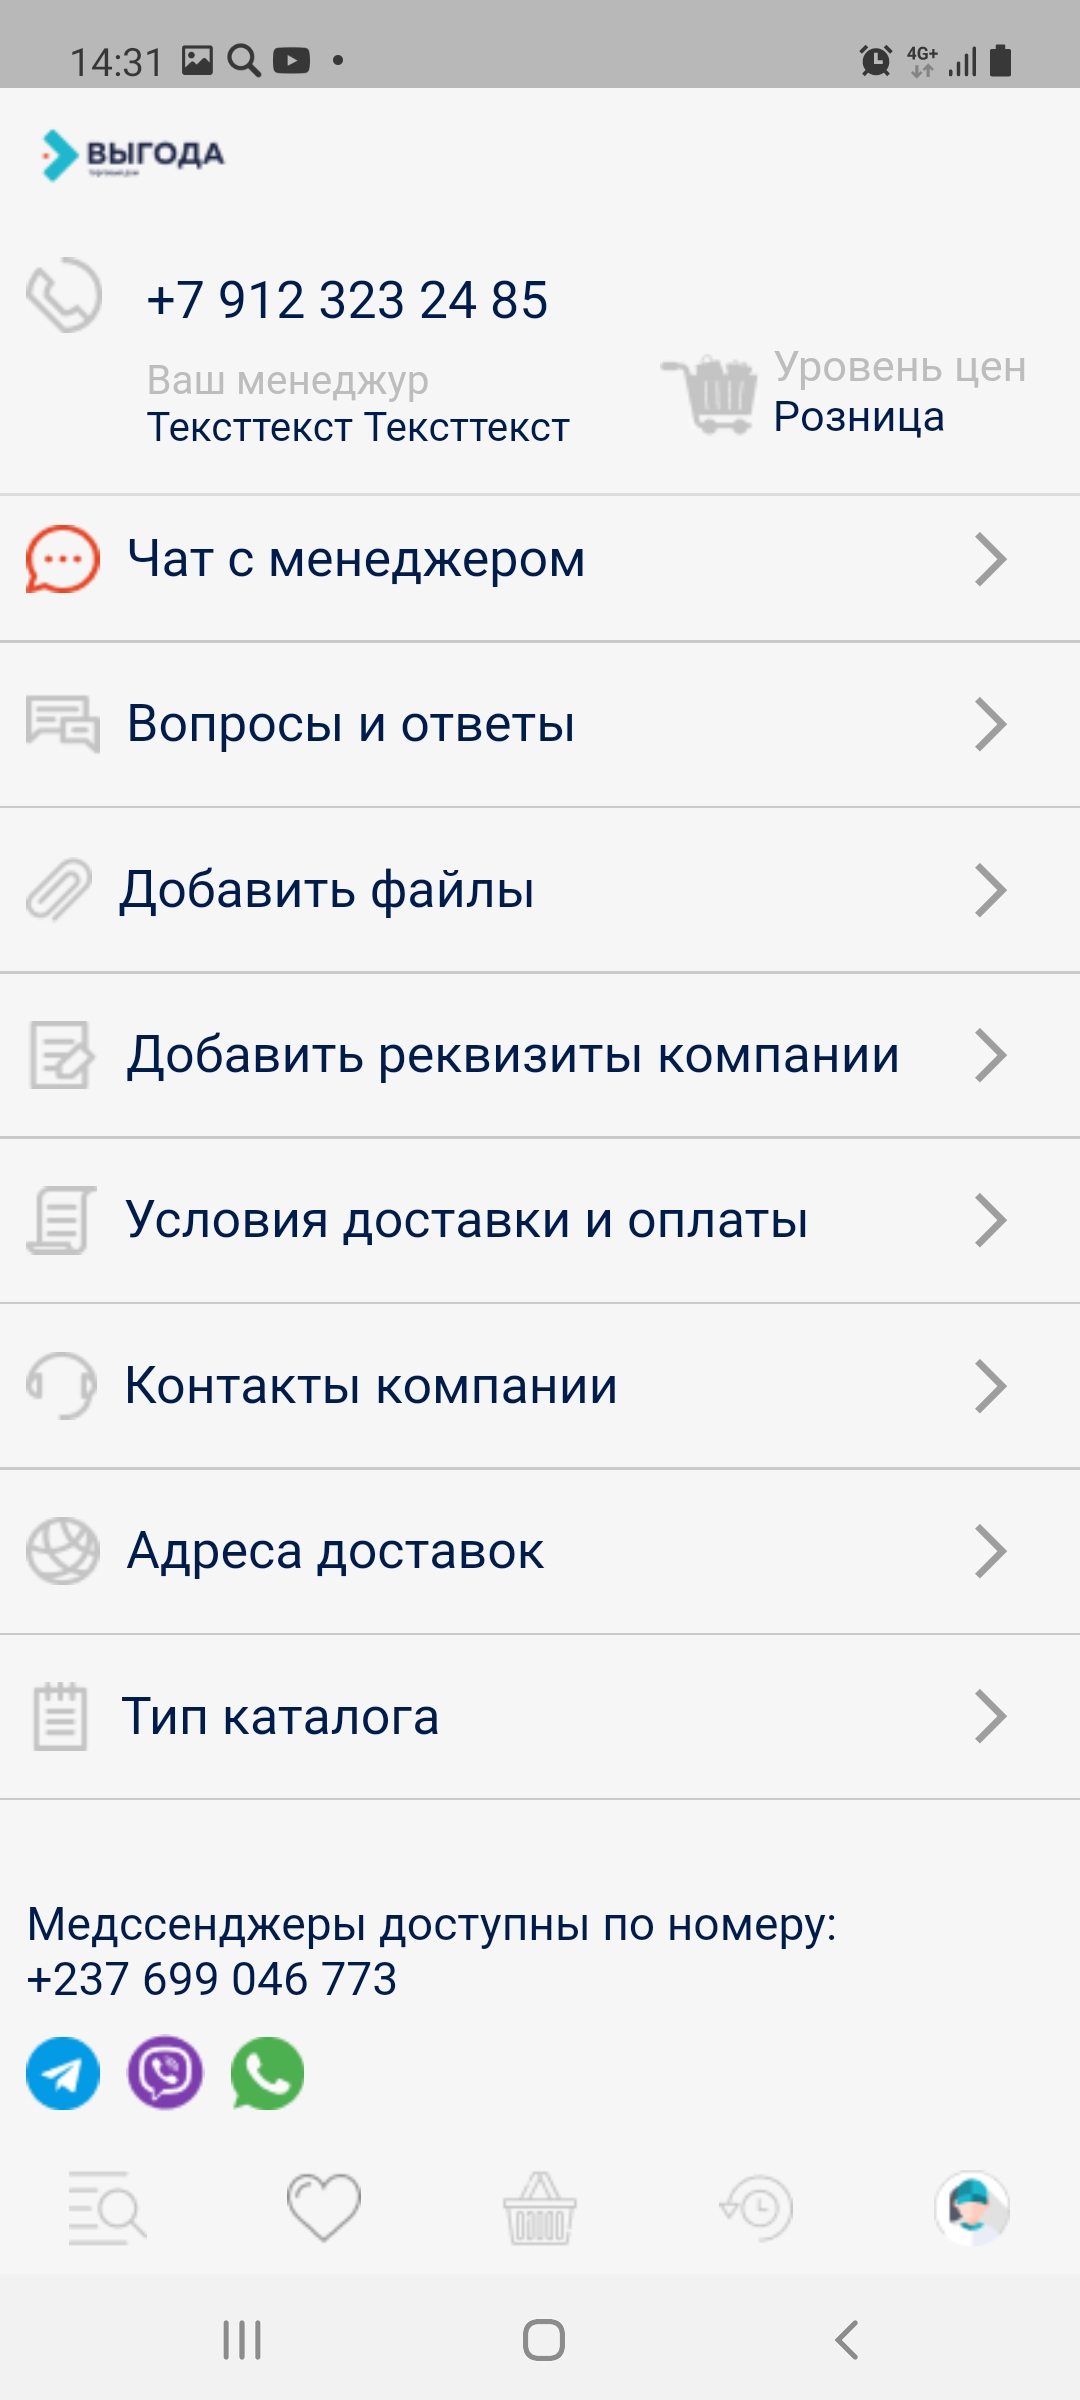 14:31
4G+
ВЫГОДА
+7 912 323 24 85
Ваш менеджур
Тексттекст Тексттекст
Уровень цен
Розница
Чат с менеджером
Вопросы и ответы
Добавить файлы
Добавить реквизиты компании
Условия доставки и оплаты
Контакты компании
Адреса доставок
Тип каталога
Медссенджеры доступны по номеру:
+237 699 046 773